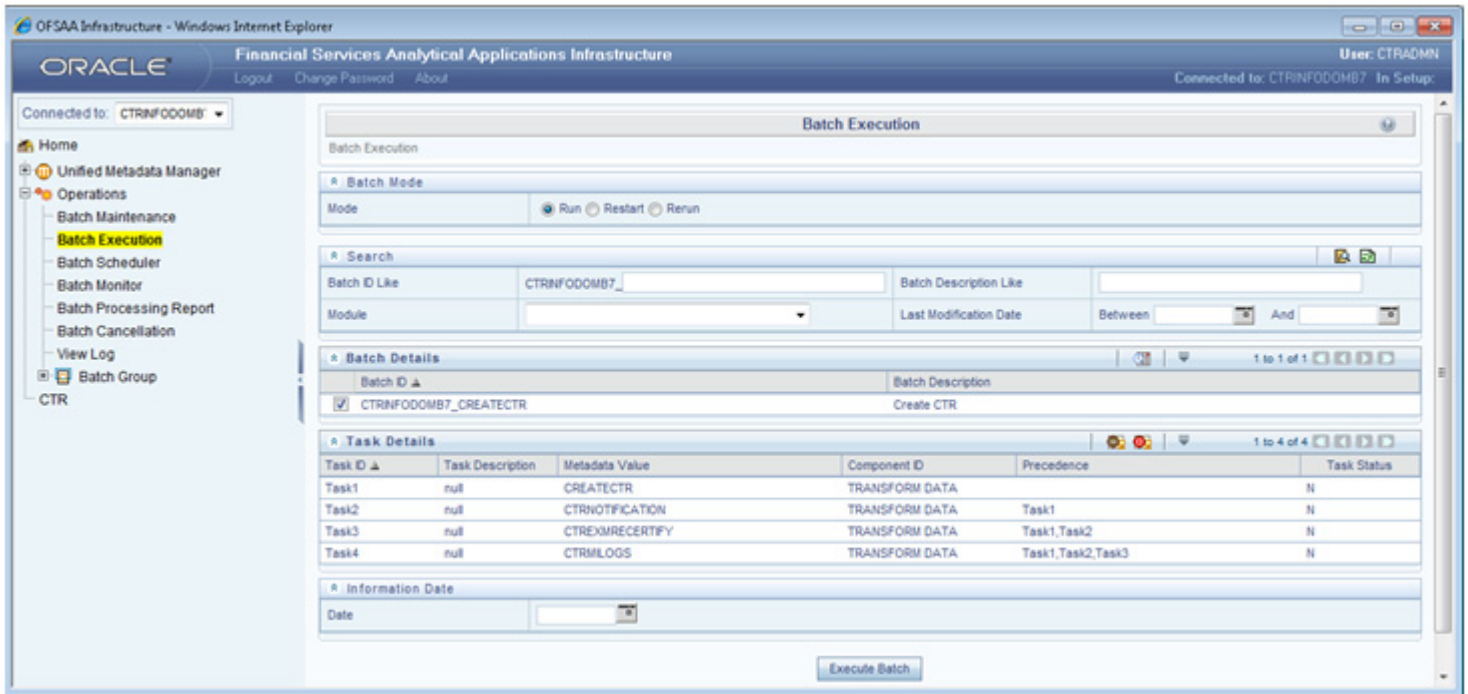 OFSAA Infrastructure - Windows Internet Explorer
ORACLE
Financial Services Analytical Applications Infrastructure
User: CTRADMN
Logout Change Password About
Connected to: CTRINFODOMB7 In Setup:
Connected to: CTRINFODOMB7
Home
Unified Metadata Manager
Operations
Batch Maintenance
Batch Execution
Batch Scheduler
Batch Monitor
Batch Processing Report
Batch Cancellation
View Log
Batch Group
CTR
Batch Execution
Batch Execution
Batch Mode
Mode Run Restart Rerun
Search
Batch ID Like CTRINFODOMB7_ Batch Description Like
Module Last Modification Date Between And
Batch Details 1 to 1 of 1
Batch ID Batch Description
CTRINFODOMB7_CREATECTR Create CTR
Task Details 1 to 4 of 4
Task ID Task Description Metadata Value Component ID Precedence Task Status
Task1 null CREATECTR TRANSFORM DATA N
Task2 null CTRNOTIFICATION TRANSFORM DATA Task1 N
Task3 null CTREXMRECERTIFY TRANSFORM DATA Task1,Task2 N
Task4 null CTRMILOGS TRANSFORM DATA Task1,Task2,Task3 N
Information Date
Date
Execute Batch